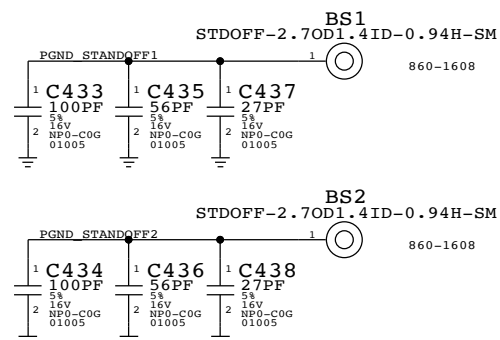 BS1
STDOFF-2.7OD1.4ID-0.94H-SM
PGND_STANDOFF1
1
860-1608
1 C433
100PF
5%
16V
2 NP0-C0G
01005
1 C435
56PF
5%
16V
2 NP0-C0G
01005
1 C437
27PF
5%
16V
2 NP0-C0G
01005
BS2
STDOFF-2.7OD1.4ID-0.94H-SM
PGND_STANDOFF2
1
860-1608
1 C434
100PF
5%
16V
2 NP0-C0G
01005
1 C436
56PF
5%
16V
2 NP0-C0G
01005
1 C438
27PF
5%
16V
2 NP0-C0G
01005